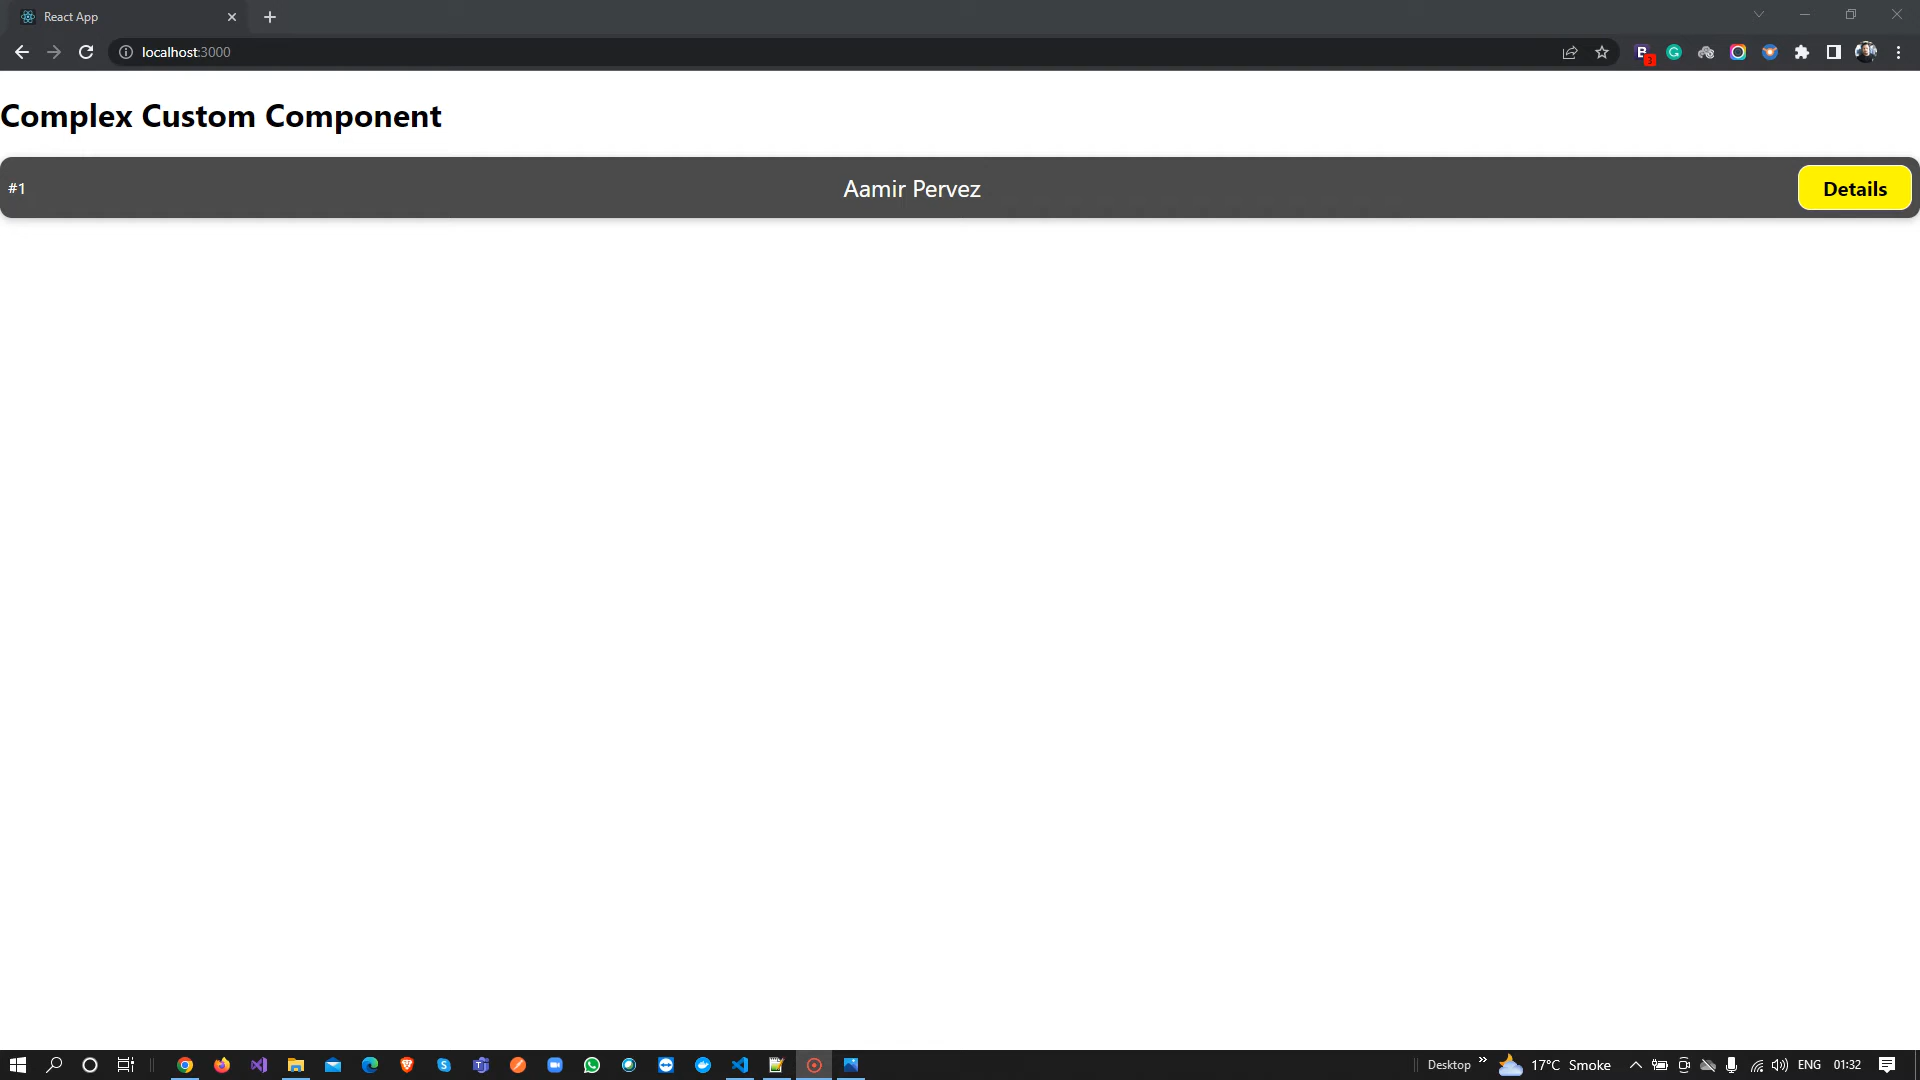 React App
localhost:3000
Complex Custom Component
#1
Aamir Pervez
Details
Desktop
17°C Smoke
ENG
01:32